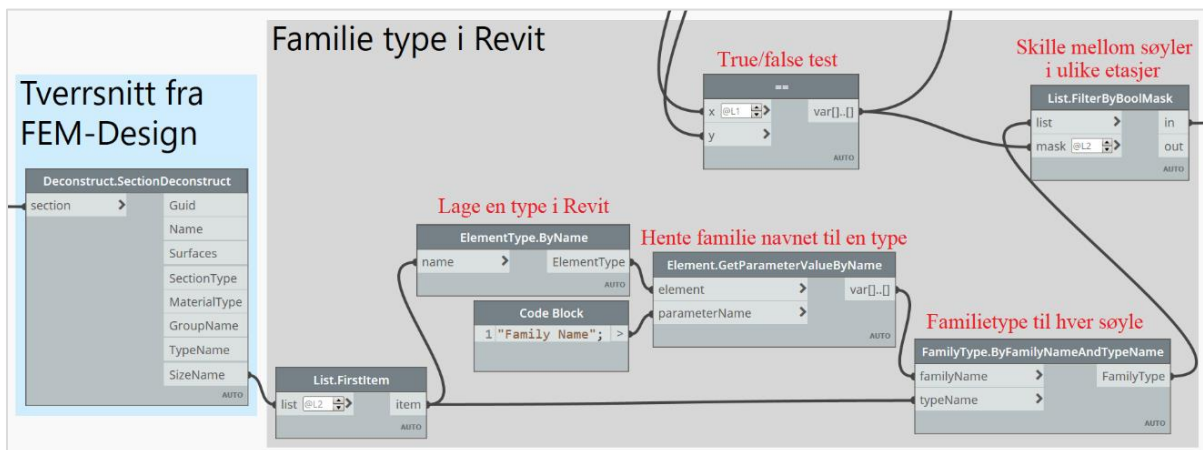 Familie type i Revit
Tverrsnitt fra
FEM-Design
Deconstruct.SectionDeconstruct
section >
Guid
Name
Surfaces
SectionType
MaterialType
GroupName
TypeName
SizeName
AUTO
List.FirstItem
list @L2 > item
AUTO
Lage en type i Revit
ElementType.ByName
name > ElementType
AUTO
Code Block
1 "Family Name"; >
Hente familie navnet til en type
Element.GetParameterValueByName
element > var[]..[]
parameterName >
AUTO
True/false test
==
x @L1 > var[]..[]
y >
AUTO
Familietype til hver søyle
FamilyType.ByFamilyNameAndTypeName
familyName > FamilyType
typeName >
AUTO
Skille mellom søyler
i ulike etasjer
List.FilterByBoolMask
list > in
mask @L2 > out
AUTO